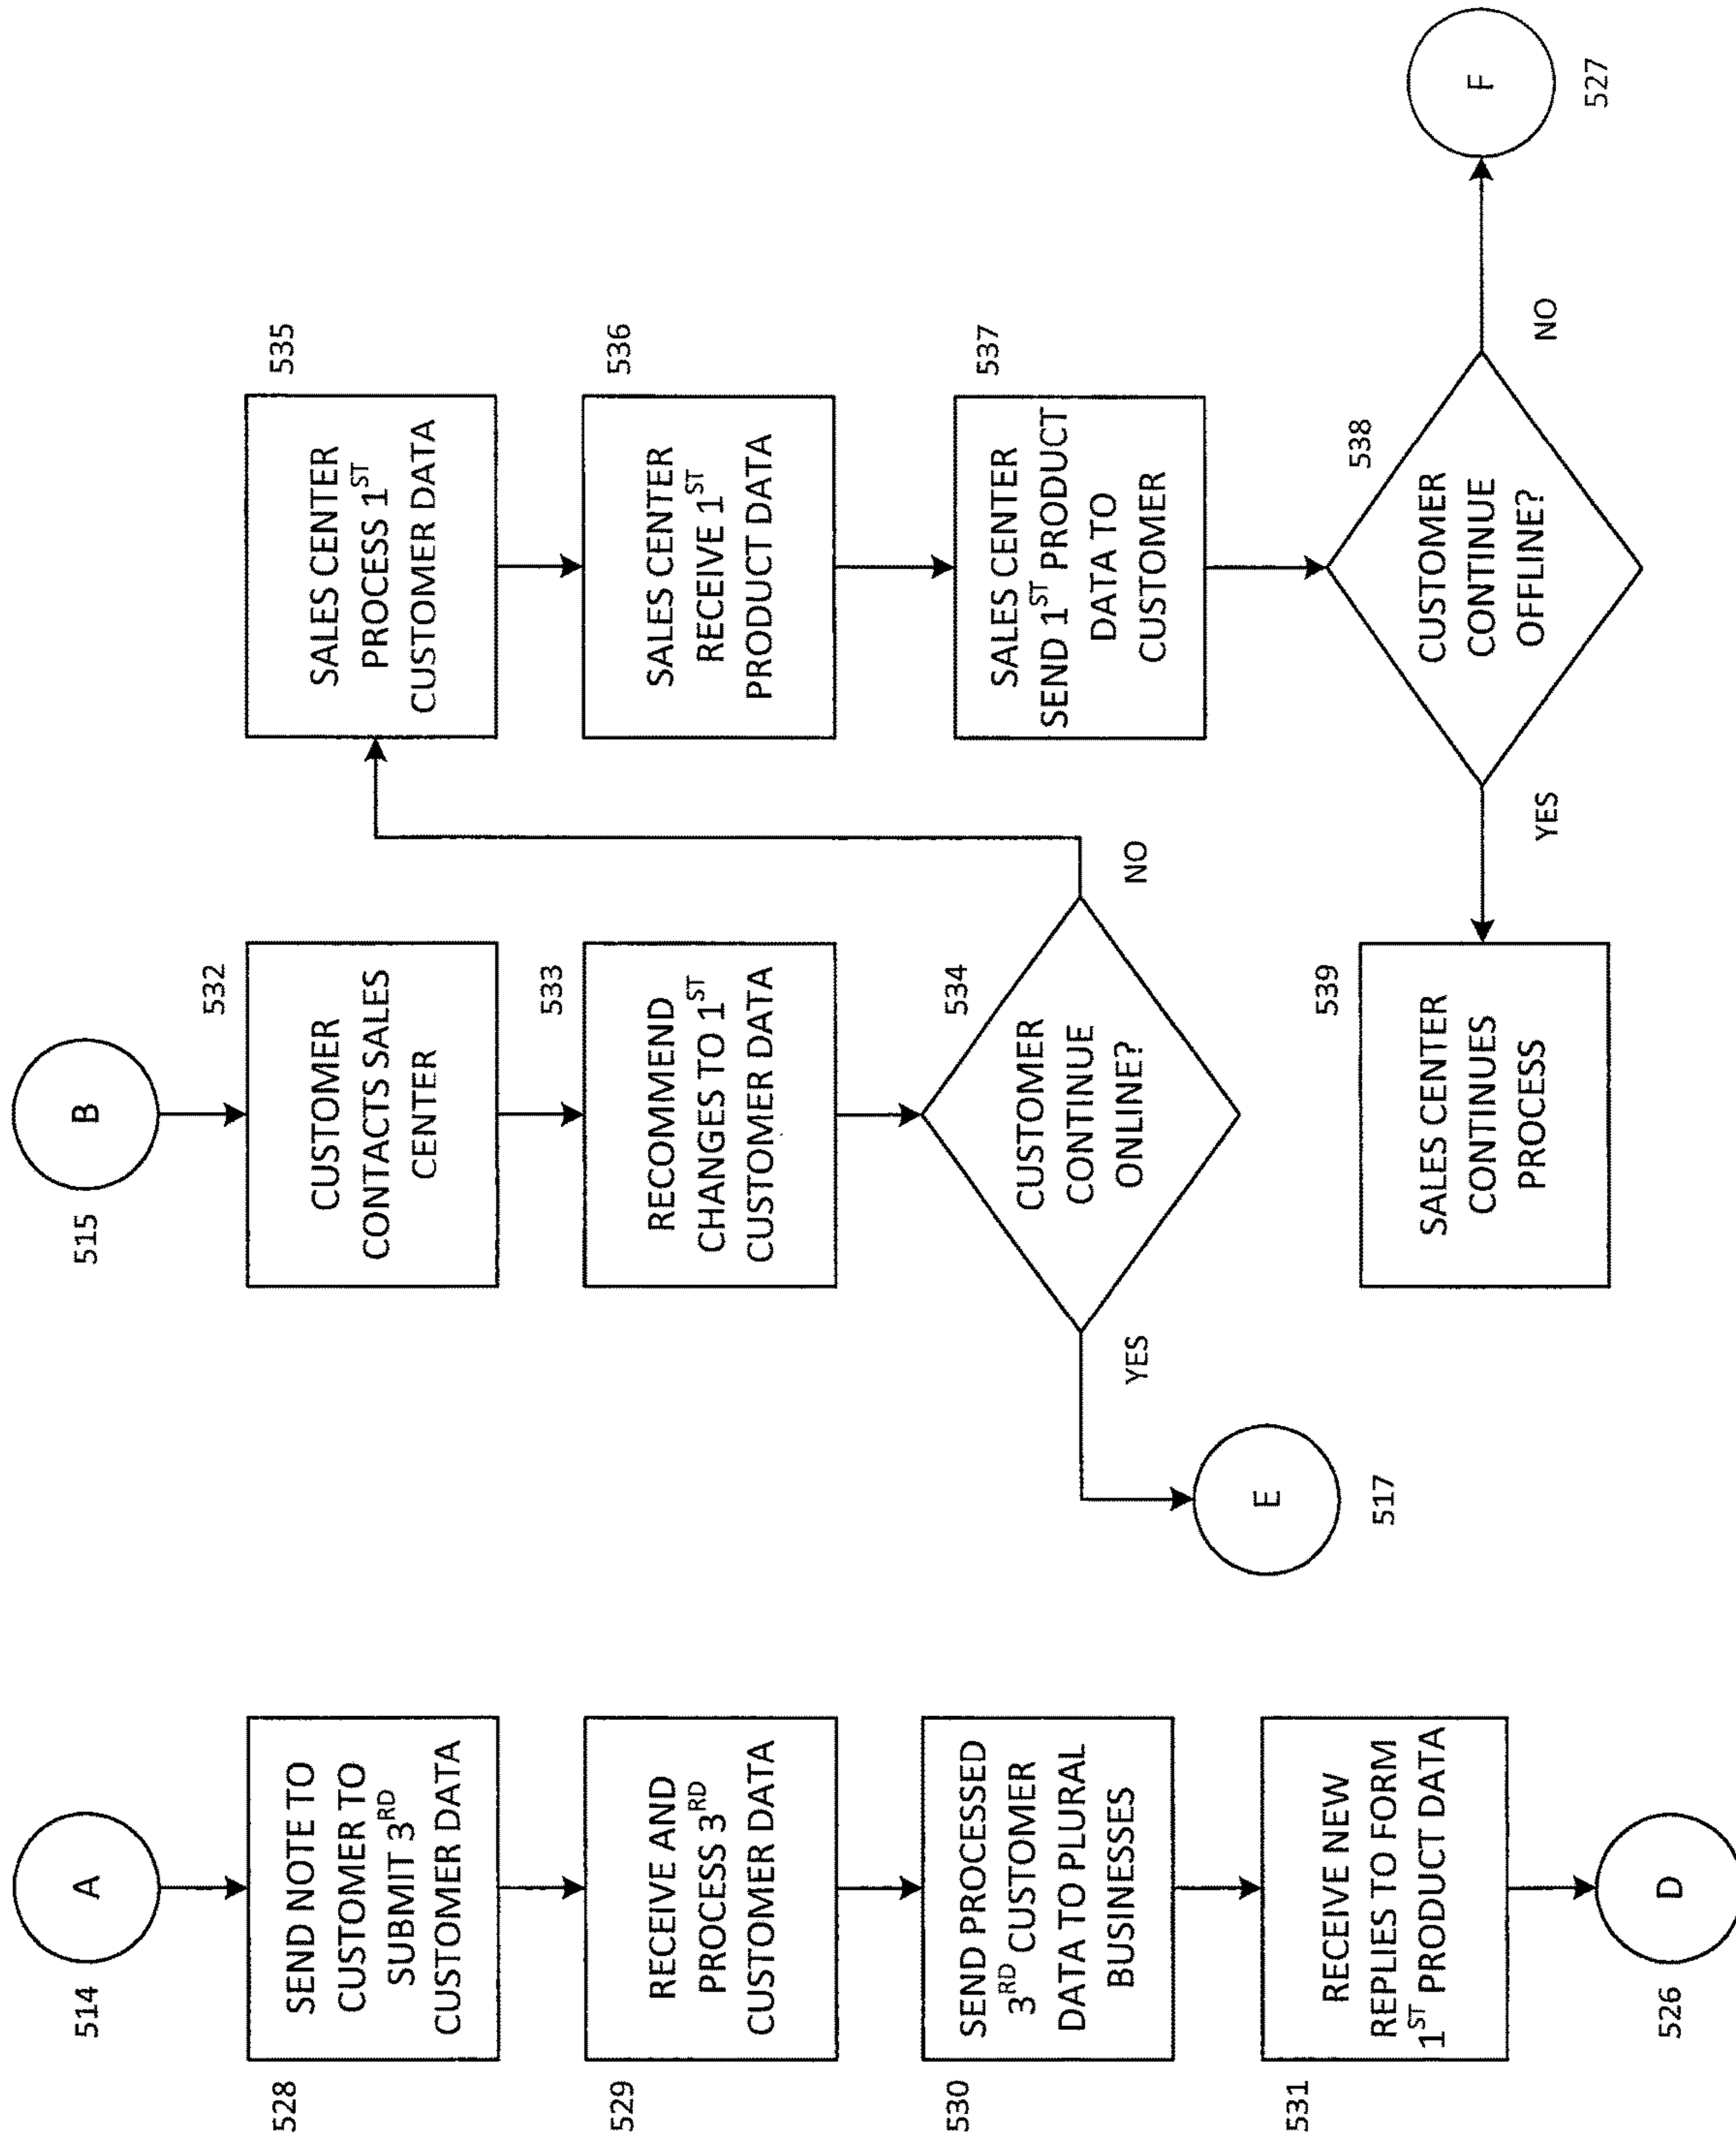 514
A
528
SEND NOTE TO
CUSTOMER TO
SUBMIT 3RD
CUSTOMER DATA
529
RECEIVE AND
PROCESS 3RD
CUSTOMER DATA
530
SEND PROCESSED
3RD CUSTOMER
DATA TO PLURAL
BUSINESSES
531
RECEIVE NEW
REPLIES TO FORM
1ST PRODUCT DATA
526
D
515
B
532
CUSTOMER
CONTACTS SALES
CENTER
533
RECOMMEND
CHANGES TO 1ST
CUSTOMER DATA
534
CUSTOMER
CONTINUE
ONLINE?
YES
NO
E
517
535
SALES CENTER
PROCESS 1ST
CUSTOMER DATA
536
SALES CENTER
RECEIVE 1ST
PRODUCT DATA
537
SALES CENTER
SEND 1ST PRODUCT
DATA TO
CUSTOMER
538
CUSTOMER
CONTINUE
OFFLINE?
YES
NO
539
SALES CENTER
CONTINUES
PROCESS
F
527